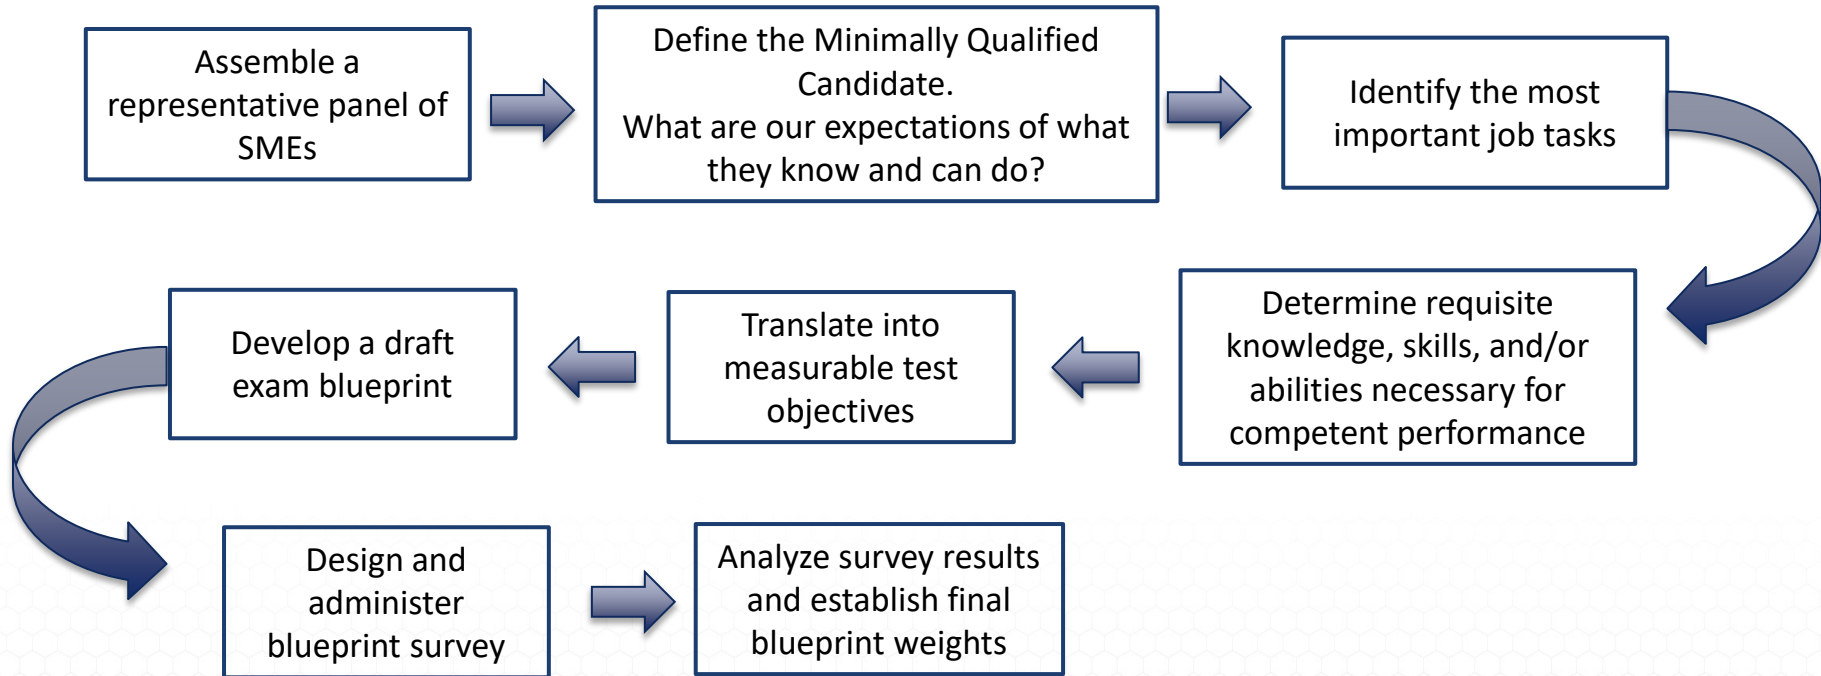 Assemble a
representative panel of
SMEs
Define the Minimally Qualified
Candidate.
What are our expectations of what
they know and can do?
Identify the most
important job tasks
Determine requisite
knowledge, skills, and/or
abilities necessary for
competent performance
Translate into
measurable test
objectives
Develop a draft
exam blueprint
Design and
administer
blueprint survey
Analyze survey results
and establish final
blueprint weights